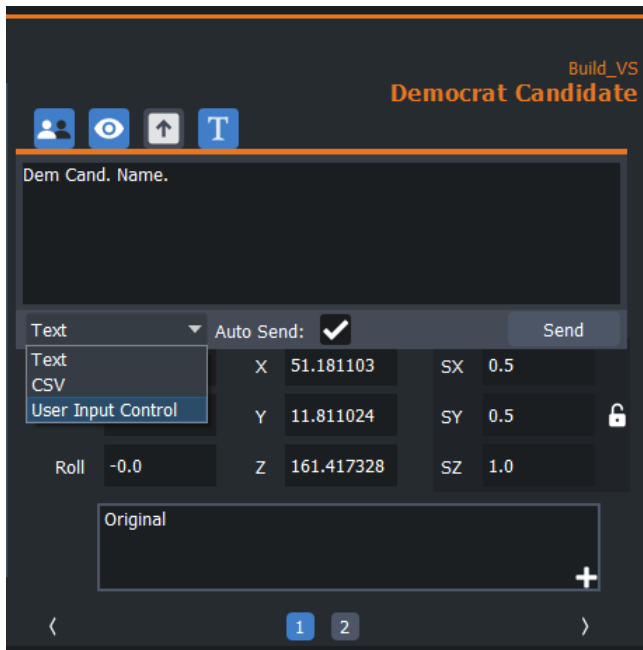 Build_VS
Democrat Candidate
T
Dem Cand. Name.
Text Auto Send: Send
Text
CSV
User Input Control
X 51.181103 SX 0.5
Y 11.811024 SY 0.5
Roll -0.0 Z 161.417328 SZ 1.0
Original
1 2